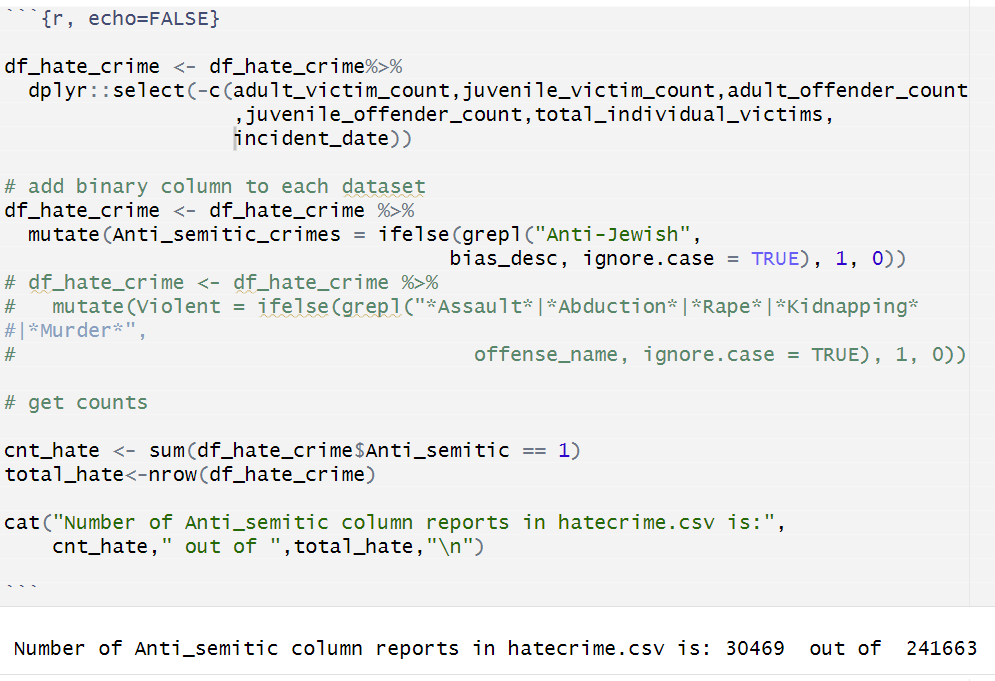 ```{r, echo=FALSE}
df_hate_crime <- df_hate_crime%>%
  dplyr::select(-c(adult_victim_count,juvenile_victim_count,adult_offender_count
                   ,juvenile_offender_count,total_individual_victims,
                   incident_date))
# add binary column to each dataset
df_hate_crime <- df_hate_crime %>%
  mutate(Anti_semitic_crimes = ifelse(grepl("Anti-Jewish",
                                     bias_desc, ignore.case = TRUE), 1, 0))
# df_hate_crime <- df_hate_crime %>%
#   mutate(Violent = ifelse(grepl("*Assault*|*Abduction*|*Rape*|*Kidnapping*
#|*Murder*",
#                                      offense_name, ignore.case = TRUE), 1, 0))
# get counts
cnt_hate <- sum(df_hate_crime$Anti_semitic == 1)
total_hate<-nrow(df_hate_crime)
cat("Number of Anti_semitic column reports in hatecrime.csv is:",
    cnt_hate," out of ",total_hate,"\n")
```
Number of Anti_semitic column reports in hatecrime.csv is: 30469  out of  241663